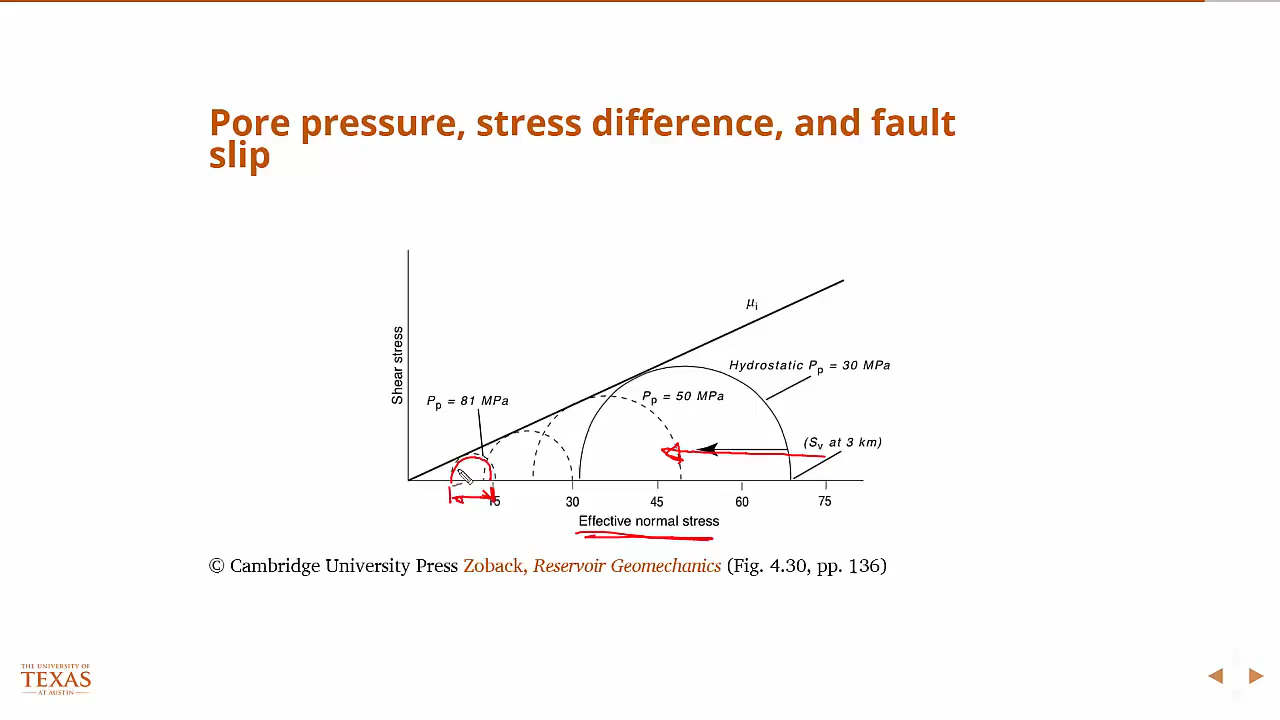 Pore pressure, stress difference, and fault
slip
μi
Hydrostatic Pp = 30 MPa
Pp = 50 MPa
Pp = 81 MPa
(Sv at 3 km)
Shear stress
15 30 45 60 75
Effective normal stress
© Cambridge University Press Zoback, Reservoir Geomechanics (Fig. 4.30, pp. 136)
THE UNIVERSITY OF
TEXAS
AT AUSTIN